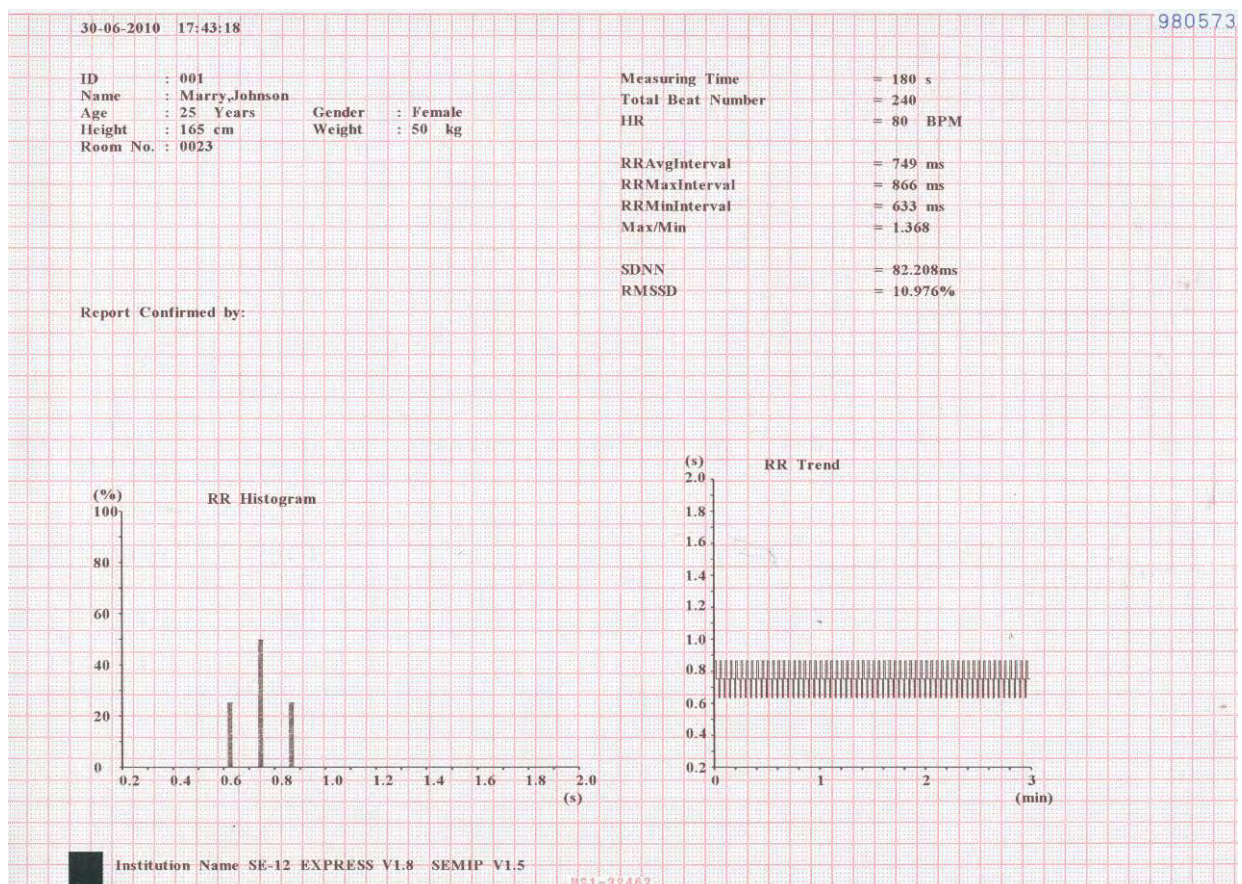 980573
30-06-2010 17:43:18
ID : 001
Name : Marry,Johnson
Age : 25 Years Gender : Female
Height : 165 cm Weight : 50 kg
Room No. : 0023
Measuring Time = 180 s
Total Beat Number = 240
HR = 80 BPM
RRAvgInterval = 749 ms
RRMaxInterval = 866 ms
RRMinInterval = 633 ms
Max/Min = 1.368
SDNN = 82.208ms
RMSSD = 10.976%
Report Confirmed by:
(%) RR Histogram
100
80
60
40
20
0
0.2 0.4 0.6 0.8 1.0 1.2 1.4 1.6 1.8 2.0
(s)
(s) RR Trend
2.0
1.8
1.6
1.4
1.2
1.0
0.8
0.6
0.4
0.2
0 1 2 3
(min)
Institution Name SE-12 EXPRESS V1.8 SEMIP V1.5